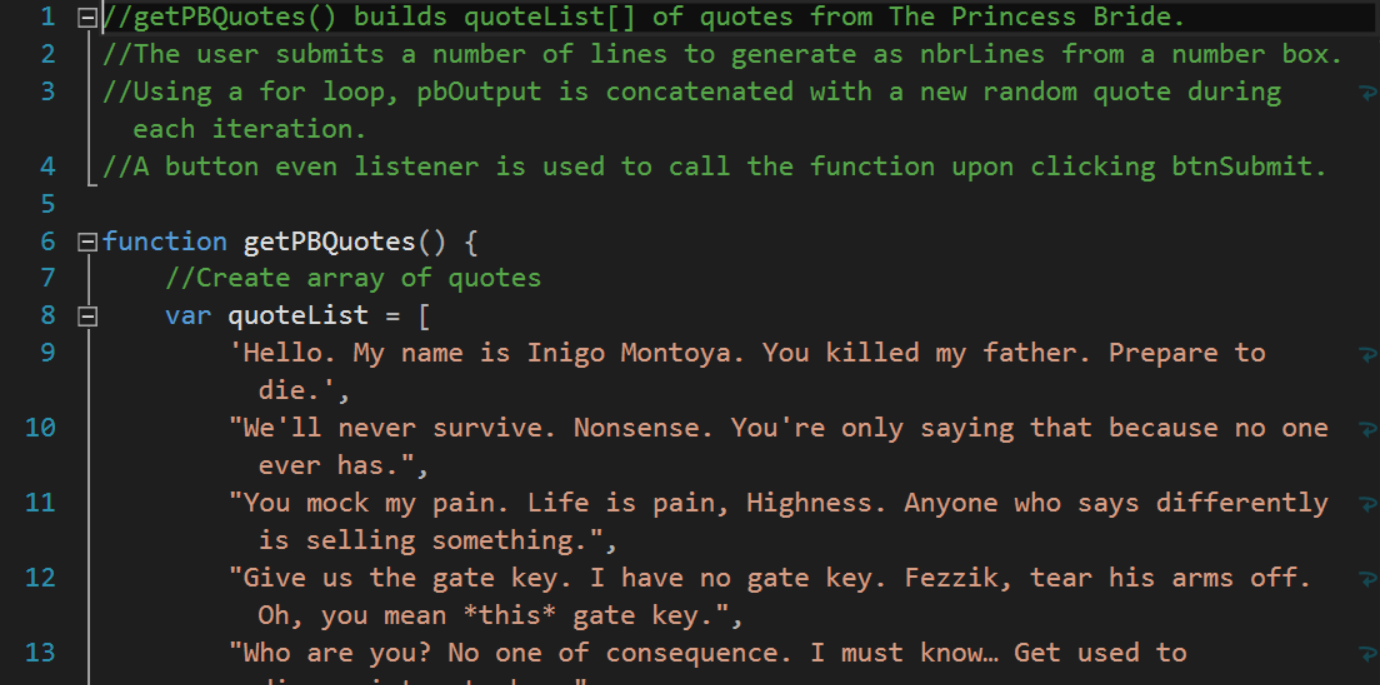 1 //getPBQuotes() builds quoteList[] of quotes from The Princess Bride.
2 //The user submits a number of lines to generate as nbrLines from a number box.
3 //Using a for loop, pbOutput is concatenated with a new random quote during
each iteration.
4 //A button even listener is used to call the function upon clicking btnSubmit.
5
6 function getPBQuotes() {
7 //Create array of quotes
8 var quoteList = [
9 'Hello. My name is Inigo Montoya. You killed my father. Prepare to
die.',
10 "We'll never survive. Nonsense. You're only saying that because no one
ever has.",
11 "You mock my pain. Life is pain, Highness. Anyone who says differently
is selling something.",
12 "Give us the gate key. I have no gate key. Fezzik, tear his arms off.
Oh, you mean *this* gate key.",
13 "Who are you? No one of consequence. I must know… Get used to